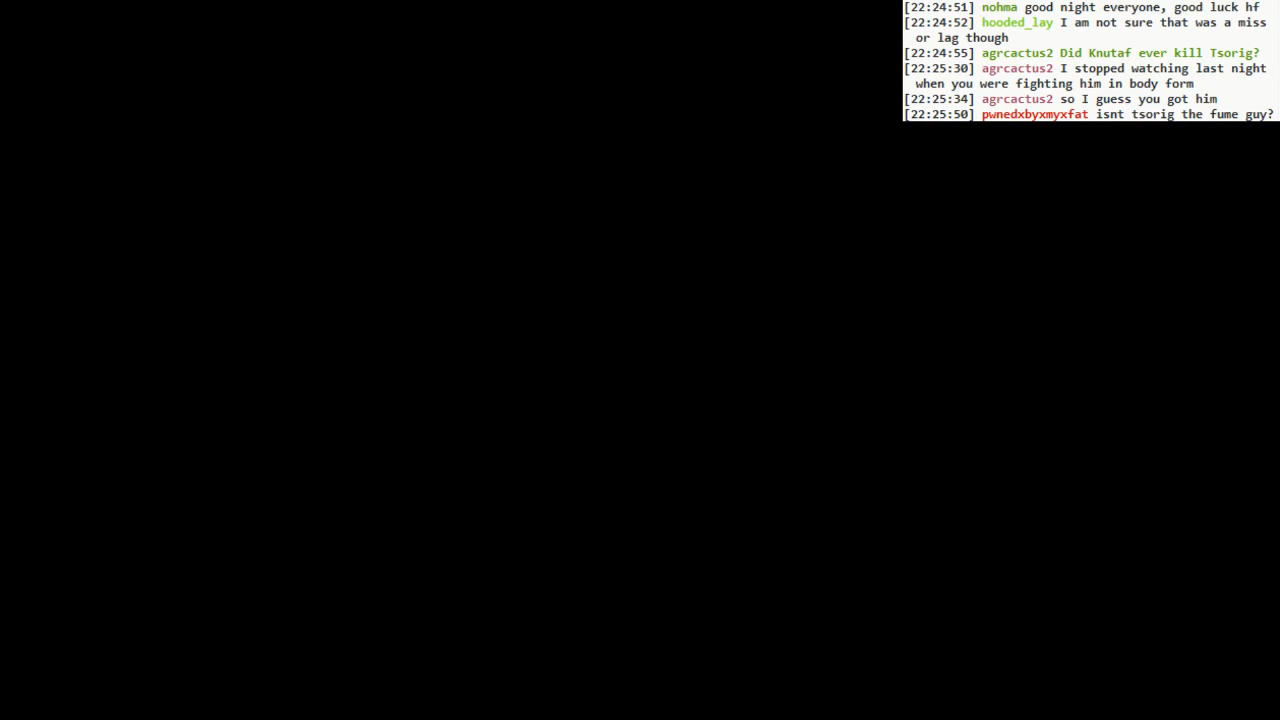 [22:24:51] nohma good night everyone, good luck hf
[22:24:52] hooded_lay I am not sure that was a miss
or lag though
[22:24:55] agrcactus2 Did Knutaf ever kill Tsorig?
[22:25:30] agrcactus2 I stopped watching last night
when you were fighting him in body form
[22:25:34] agrcactus2 so I guess you got him
[22:25:50] pwnedxbyxmyxfat isnt tsorig the fume guy?